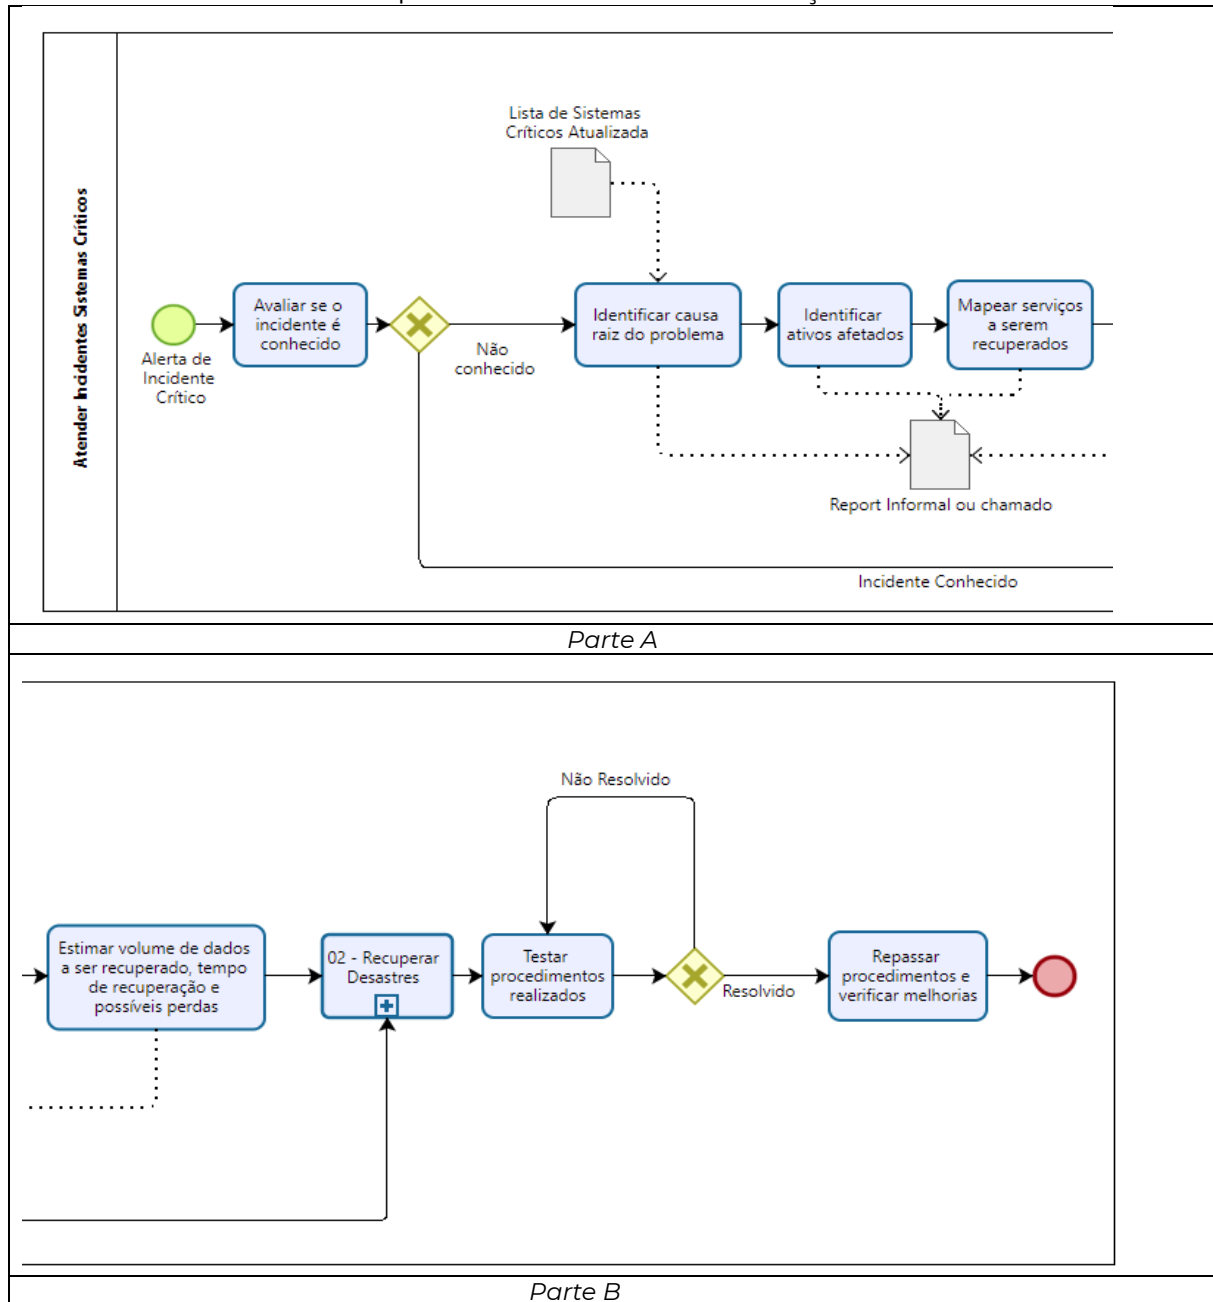 Lista de Sistemas
Críticos Atualizada
Atender Incidentes Sistemas Críticos
Avaliar se o
incidente é
conhecido
Identificar causa
raiz do problema
Identificar
ativos afetados
Mapear serviços
a serem
recuperados
Alerta de
Incidente
Crítico
Não
conhecido
Report Informal ou chamado
Incidente Conhecido
Parte A
Não Resolvido
Estimar volume de dados
a ser recuperado, tempo
de recuperação e
possíveis perdas
02 - Recuperar
Desastres
Testar
procedimentos
realizados
Resolvido
Repassar
procedimentos e
verificar melhorias
Parte B